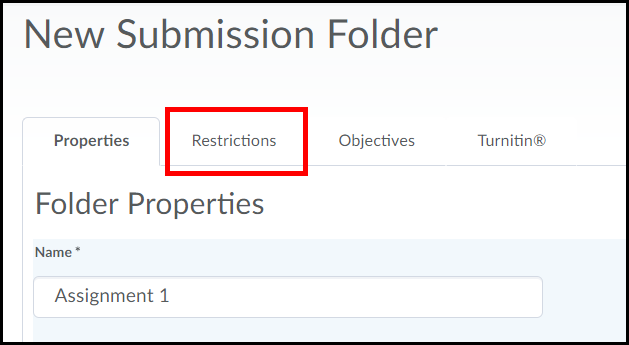 New Submission Folder
Properties Restrictions Objectives Turnitin®
Folder Properties
Name *
Assignment 1